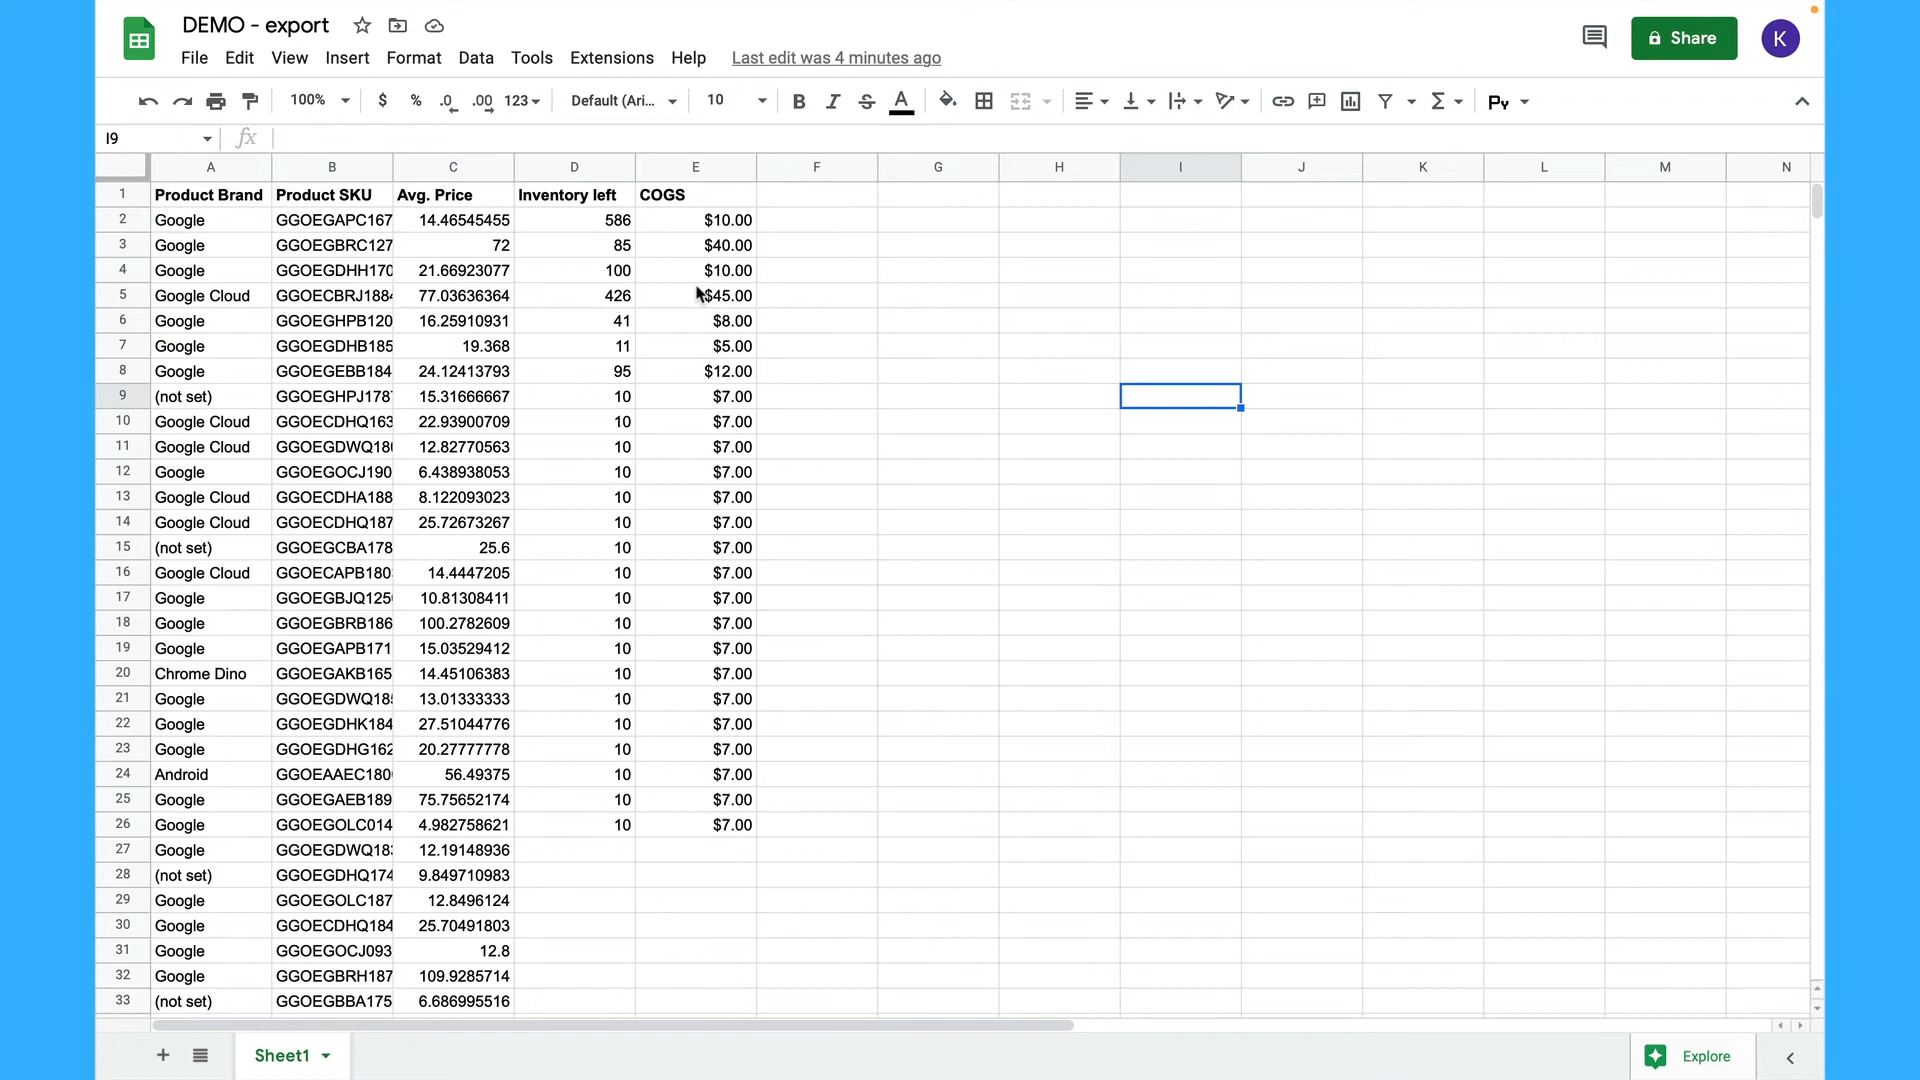 DEMO - export
File Edit View Insert Format Data Tools Extensions Help Last edit was 4 minutes ago
Share
K
100% $ % .0 .00 123 Default (Ari... 10 B I S A Σ Py
I9 fx
A B C D E F G H I J K L M N
1 Product Brand Product SKU Avg. Price Inventory left COGS
2 Google GGOEGAPC167 14.46545455 586 $10.00
3 Google GGOEGBRC127 72 85 $40.00
4 Google GGOEGDHH170 21.66923077 100 $10.00
5 Google Cloud GGOECBRJ1884 77.03636364 426 $45.00
6 Google GGOEGHPB120 16.25910931 41 $8.00
7 Google GGOEGDHB185 19.368 11 $5.00
8 Google GGOEGEBB184 24.12413793 95 $12.00
9 (not set) GGOEGHPJ178 15.31666667 10 $7.00
10 Google Cloud GGOECDHQ163 22.93900709 10 $7.00
11 Google Cloud GGOEGDWQ18 12.82770563 10 $7.00
12 Google GGOEGOCJ190 6.438938053 10 $7.00
13 Google Cloud GGOECDHA188 8.122093023 10 $7.00
14 Google Cloud GGOECDHQ187 25.72673267 10 $7.00
15 (not set) GGOEGCBA178 25.6 10 $7.00
16 Google Cloud GGOECAPB180 14.4447205 10 $7.00
17 Google GGOEGBJQ125 10.81308411 10 $7.00
18 Google GGOEGBRB186 100.2782609 10 $7.00
19 Google GGOEGAPB171 15.03529412 10 $7.00
20 Chrome Dino GGOEGAKB165 14.45106383 10 $7.00
21 Google GGOEGDWQ18 13.01333333 10 $7.00
22 Google GGOEGDHK184 27.51044776 10 $7.00
23 Google GGOEGDHG162 20.27777778 10 $7.00
24 Android GGOEAAEC180 56.49375 10 $7.00
25 Google GGOEGAEB189 75.75652174 10 $7.00
26 Google GGOEGOLC014 4.982758621 10 $7.00
27 Google GGOEGDWQ18 12.19148936
28 (not set) GGOEGDHQ174 9.849710983
29 Google GGOEGOLC187 12.8496124
30 Google GGOECDHQ184 25.70491803
31 Google GGOEGOCJ093 12.8
32 Google GGOEGBRH187 109.9285714
33 (not set) GGOEGBBA175 6.686995516
Sheet1
Explore